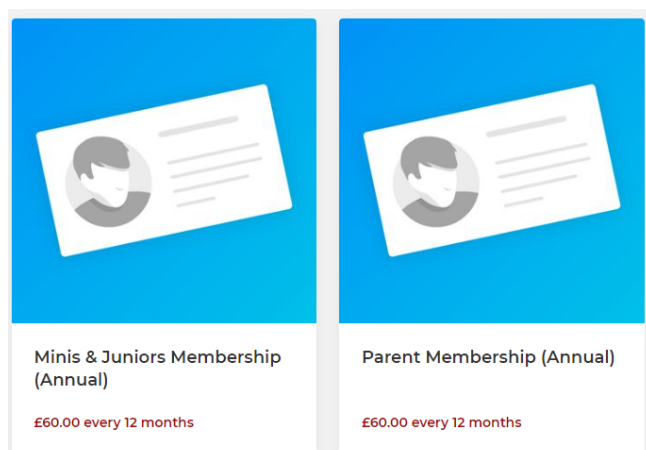 Minis & Juniors Membership
(Annual)
£60.00 every 12 months
Parent Membership (Annual)
£60.00 every 12 months